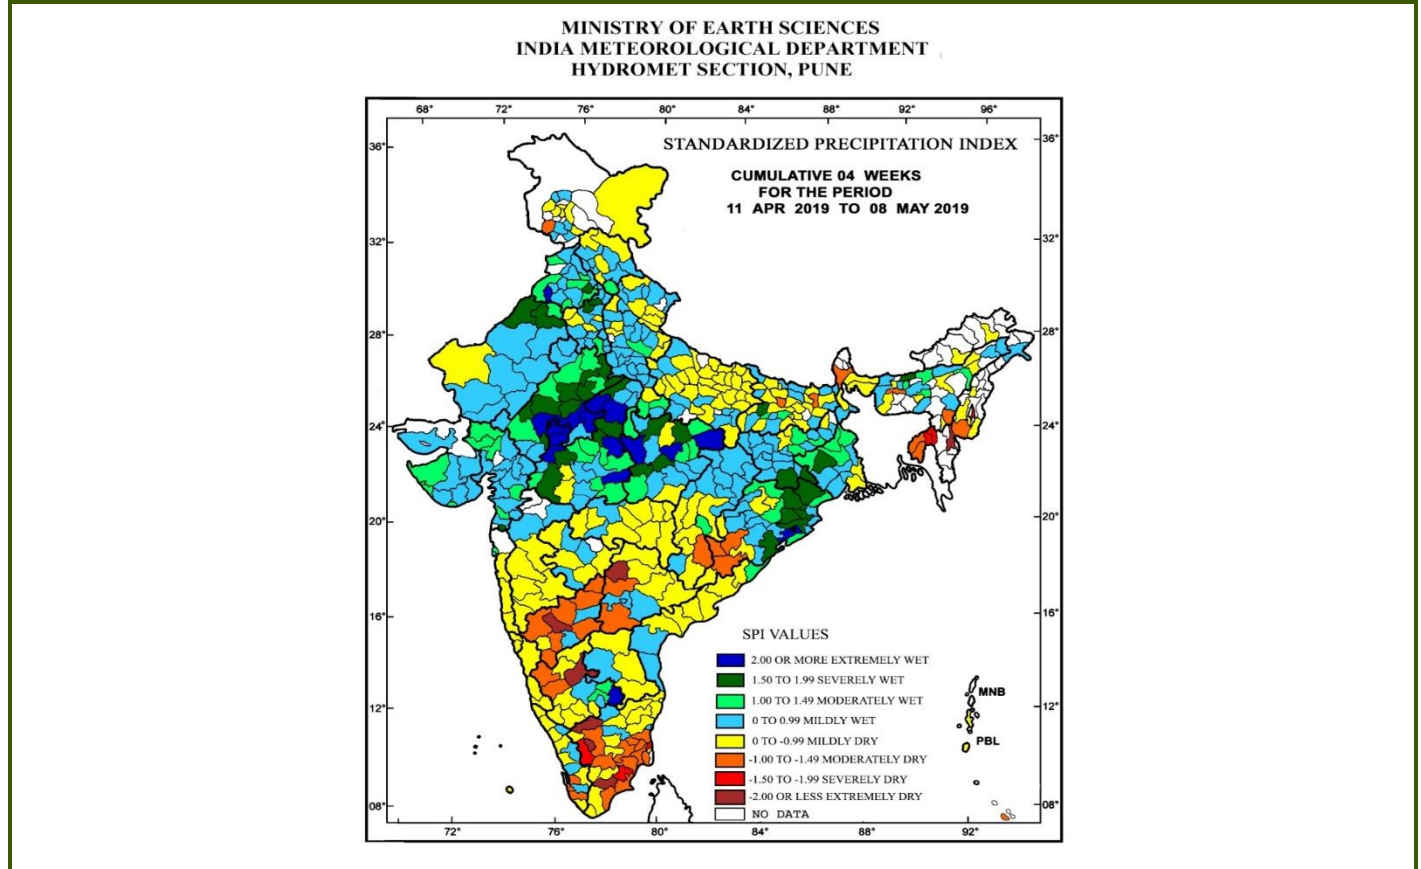 MINISTRY OF EARTH SCIENCES
INDIA METEOROLOGICAL DEPARTMENT
HYDROMET SECTION, PUNE
68° 72° 76° 80° 84° 88° 92° 96°
STANDARDIZED PRECIPITATION INDEX
CUMULATIVE 04 WEEKS
FOR THE PERIOD
11 APR 2019 TO 08 MAY 2019
36° 36°
32° 32°
28° 28°
24° 24°
20° 20°
16° 16°
SPI VALUES
2.00 OR MORE EXTREMELY WET
1.50 TO 1.99 SEVERELY WET
1.00 TO 1.49 MODERATELY WET
0 TO 0.99 MILDLY WET
0 TO -0.99 MILDLY DRY
-1.00 TO -1.49 MODERATELY DRY
-1.50 TO -1.99 SEVERELY DRY
-2.00 OR LESS EXTREMELY DRY
NO DATA
MNB
PBL
12° 12°
08° 08°
72° 76° 80° 84° 88° 92°